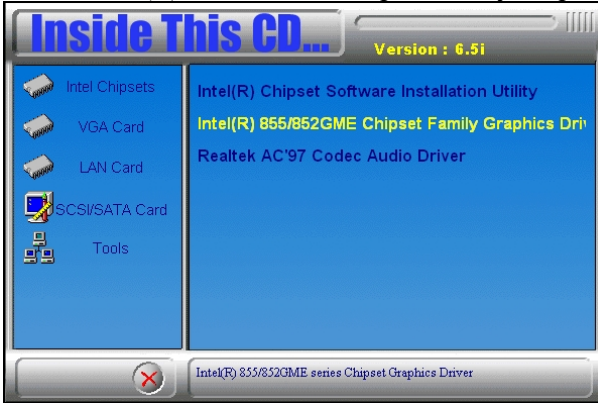 Inside This CD...
Version : 6.5i
Intel Chipsets
VGA Card
LAN Card
SCSI/SATA Card
Tools
Intel(R) Chipset Software Installation Utility
Intel(R) 855/852GME Chipset Family Graphics Driv
Realtek AC'97 Codec Audio Driver
Intel(R) 855/852GME series Chipset Graphics Driver